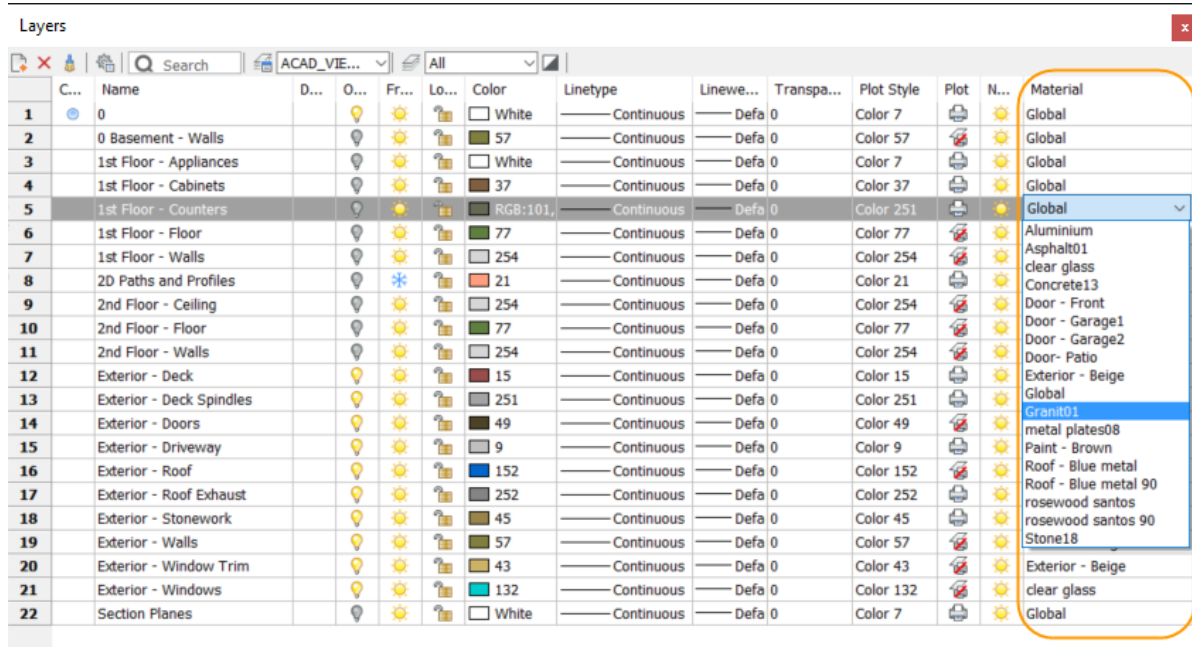 Layers
x
Search ACAD_VIE... All
C... Name D... O... Fr... Lo... Color Linetype Linewe... Transpa... Plot Style Plot N... Material
1 0 White Continuous Defa 0 Color 7 Global
2 0 Basement - Walls 57 Continuous Defa 0 Color 57 Global
3 1st Floor - Appliances White Continuous Defa 0 Color 7 Global
4 1st Floor - Cabinets 37 Continuous Defa 0 Color 37 Global
5 1st Floor - Counters RGB:101, Continuous Defa 0 Color 251 Global
6 1st Floor - Floor 77 Continuous Defa 0 Color 77
7 1st Floor - Walls 254 Continuous Defa 0 Color 254
8 2D Paths and Profiles 21 Continuous Defa 0 Color 21
9 2nd Floor - Ceiling 254 Continuous Defa 0 Color 254
10 2nd Floor - Floor 77 Continuous Defa 0 Color 77
11 2nd Floor - Walls 254 Continuous Defa 0 Color 254
12 Exterior - Deck 15 Continuous Defa 0 Color 15
13 Exterior - Deck Spindles 251 Continuous Defa 0 Color 251
14 Exterior - Doors 49 Continuous Defa 0 Color 49
15 Exterior - Driveway 9 Continuous Defa 0 Color 9
16 Exterior - Roof 152 Continuous Defa 0 Color 152
17 Exterior - Roof Exhaust 252 Continuous Defa 0 Color 252
18 Exterior - Stonework 45 Continuous Defa 0 Color 45
19 Exterior - Walls 57 Continuous Defa 0 Color 57
Aluminium
Asphalt01
clear glass
Concrete13
Door - Front
Door - Garage1
Door - Garage2
Door- Patio
Exterior - Beige
Global
Granit01
metal plates08
Paint - Brown
Roof - Blue metal
Roof - Blue metal 90
rosewood santos
rosewood santos 90
Stone18
20 Exterior - Window Trim 43 Continuous Defa 0 Color 43 Exterior - Beige
21 Exterior - Windows 132 Continuous Defa 0 Color 132 clear glass
22 Section Planes White Continuous Defa 0 Color 7 Global